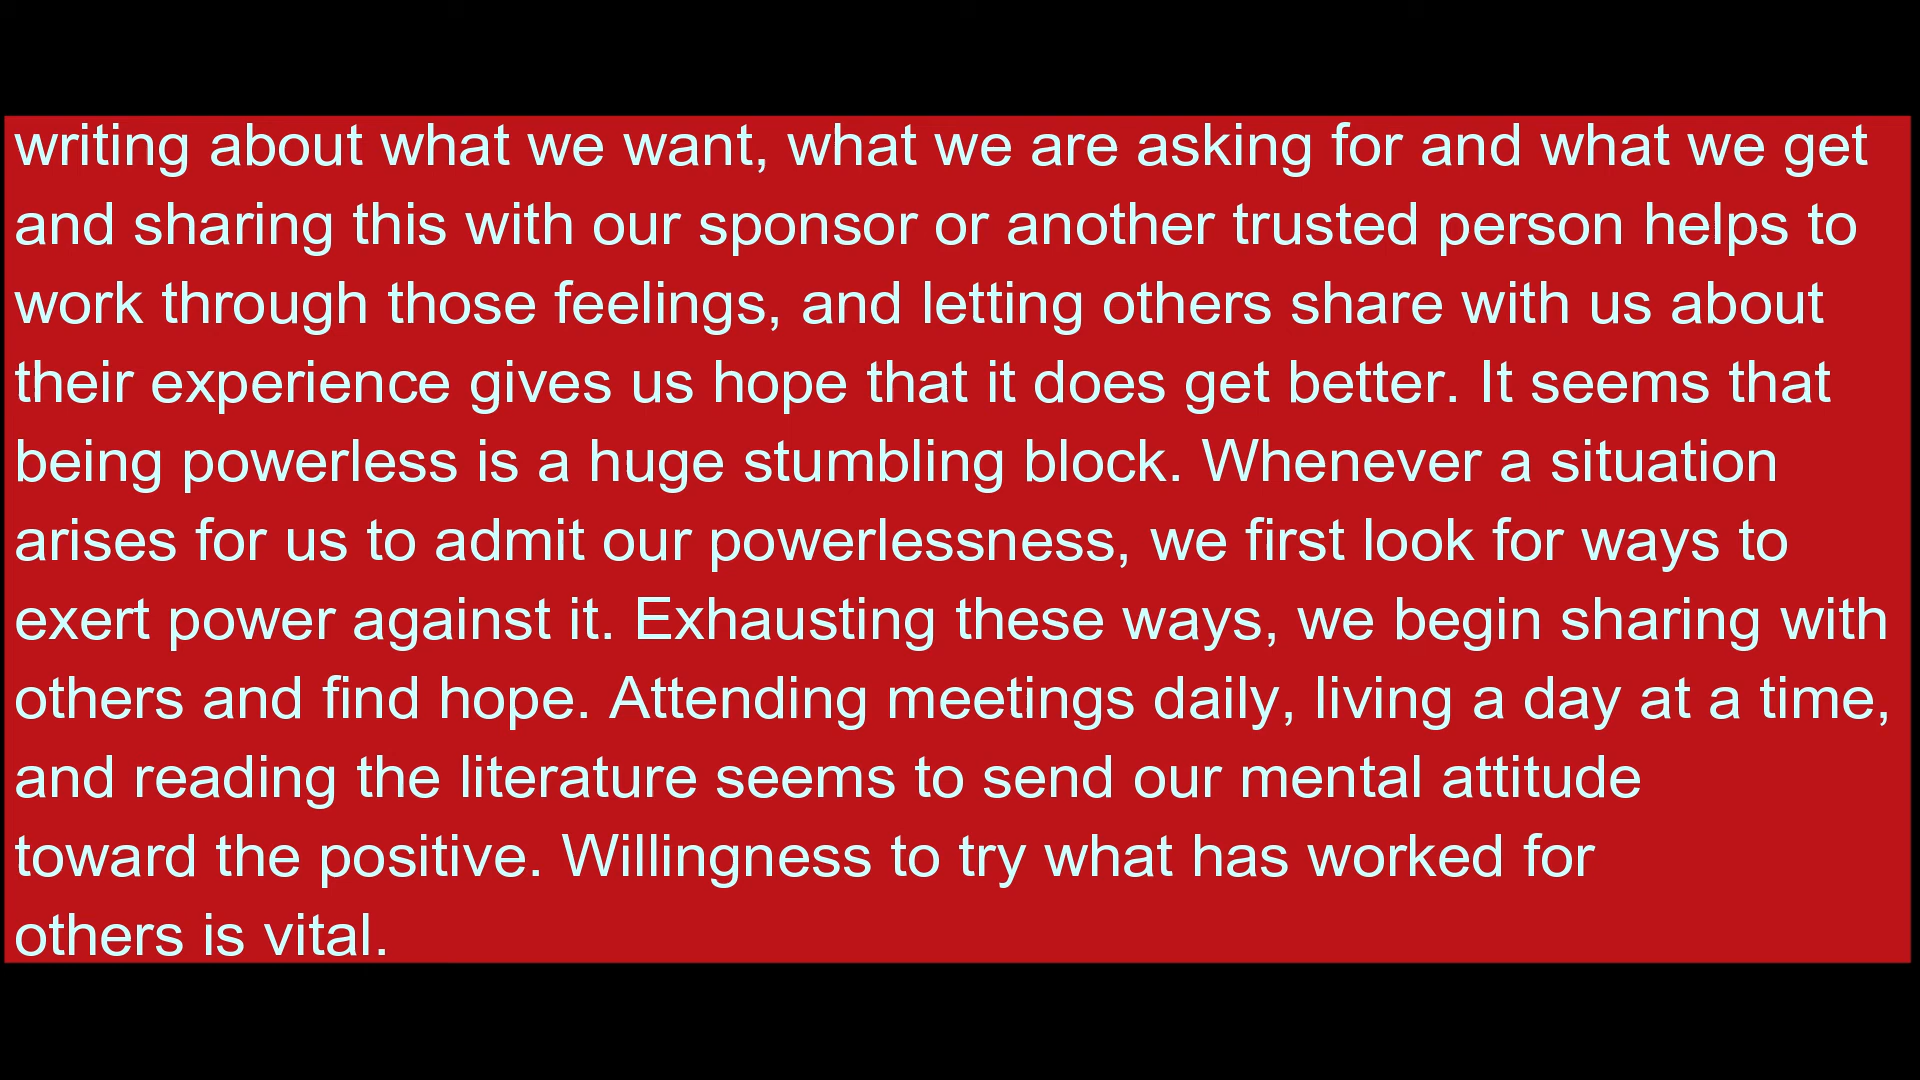 writing about what we want, what we are asking for and what we get
and sharing this with our sponsor or another trusted person helps to
work through those feelings, and letting others share with us about
their experience gives us hope that it does get better. It seems that
being powerless is a huge stumbling block. Whenever a situation
arises for us to admit our powerlessness, we first look for ways to
exert power against it. Exhausting these ways, we begin sharing with
others and find hope. Attending meetings daily, living a day at a time,
and reading the literature seems to send our mental attitude
toward the positive. Willingness to try what has worked for
others is vital.